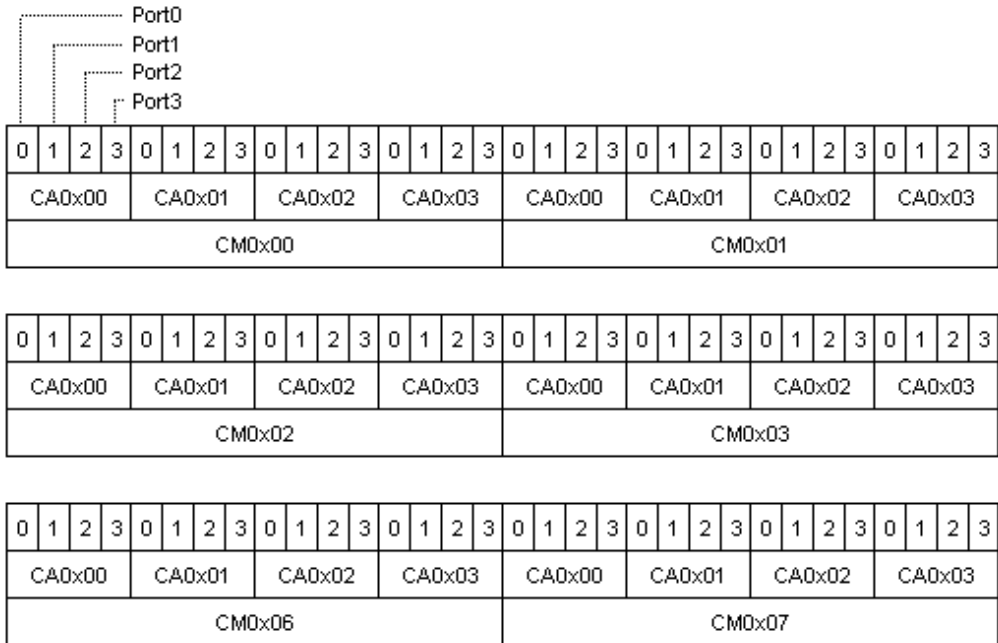 Port0
Port1
Port2
Port3
0 1 2 3 0 1 2 3 0 1 2 3 0 1 2 3 0 1 2 3 0 1 2 3 0 1 2 3 0 1 2 3
CA0x00 CA0x01 CA0x02 CA0x03 CA0x00 CA0x01 CA0x02 CA0x03
CM0x00 CM0x01
0 1 2 3 0 1 2 3 0 1 2 3 0 1 2 3 0 1 2 3 0 1 2 3 0 1 2 3 0 1 2 3
CA0x00 CA0x01 CA0x02 CA0x03 CA0x00 CA0x01 CA0x02 CA0x03
CM0x02 CM0x03
0 1 2 3 0 1 2 3 0 1 2 3 0 1 2 3 0 1 2 3 0 1 2 3 0 1 2 3 0 1 2 3
CA0x00 CA0x01 CA0x02 CA0x03 CA0x00 CA0x01 CA0x02 CA0x03
CM0x06 CM0x07